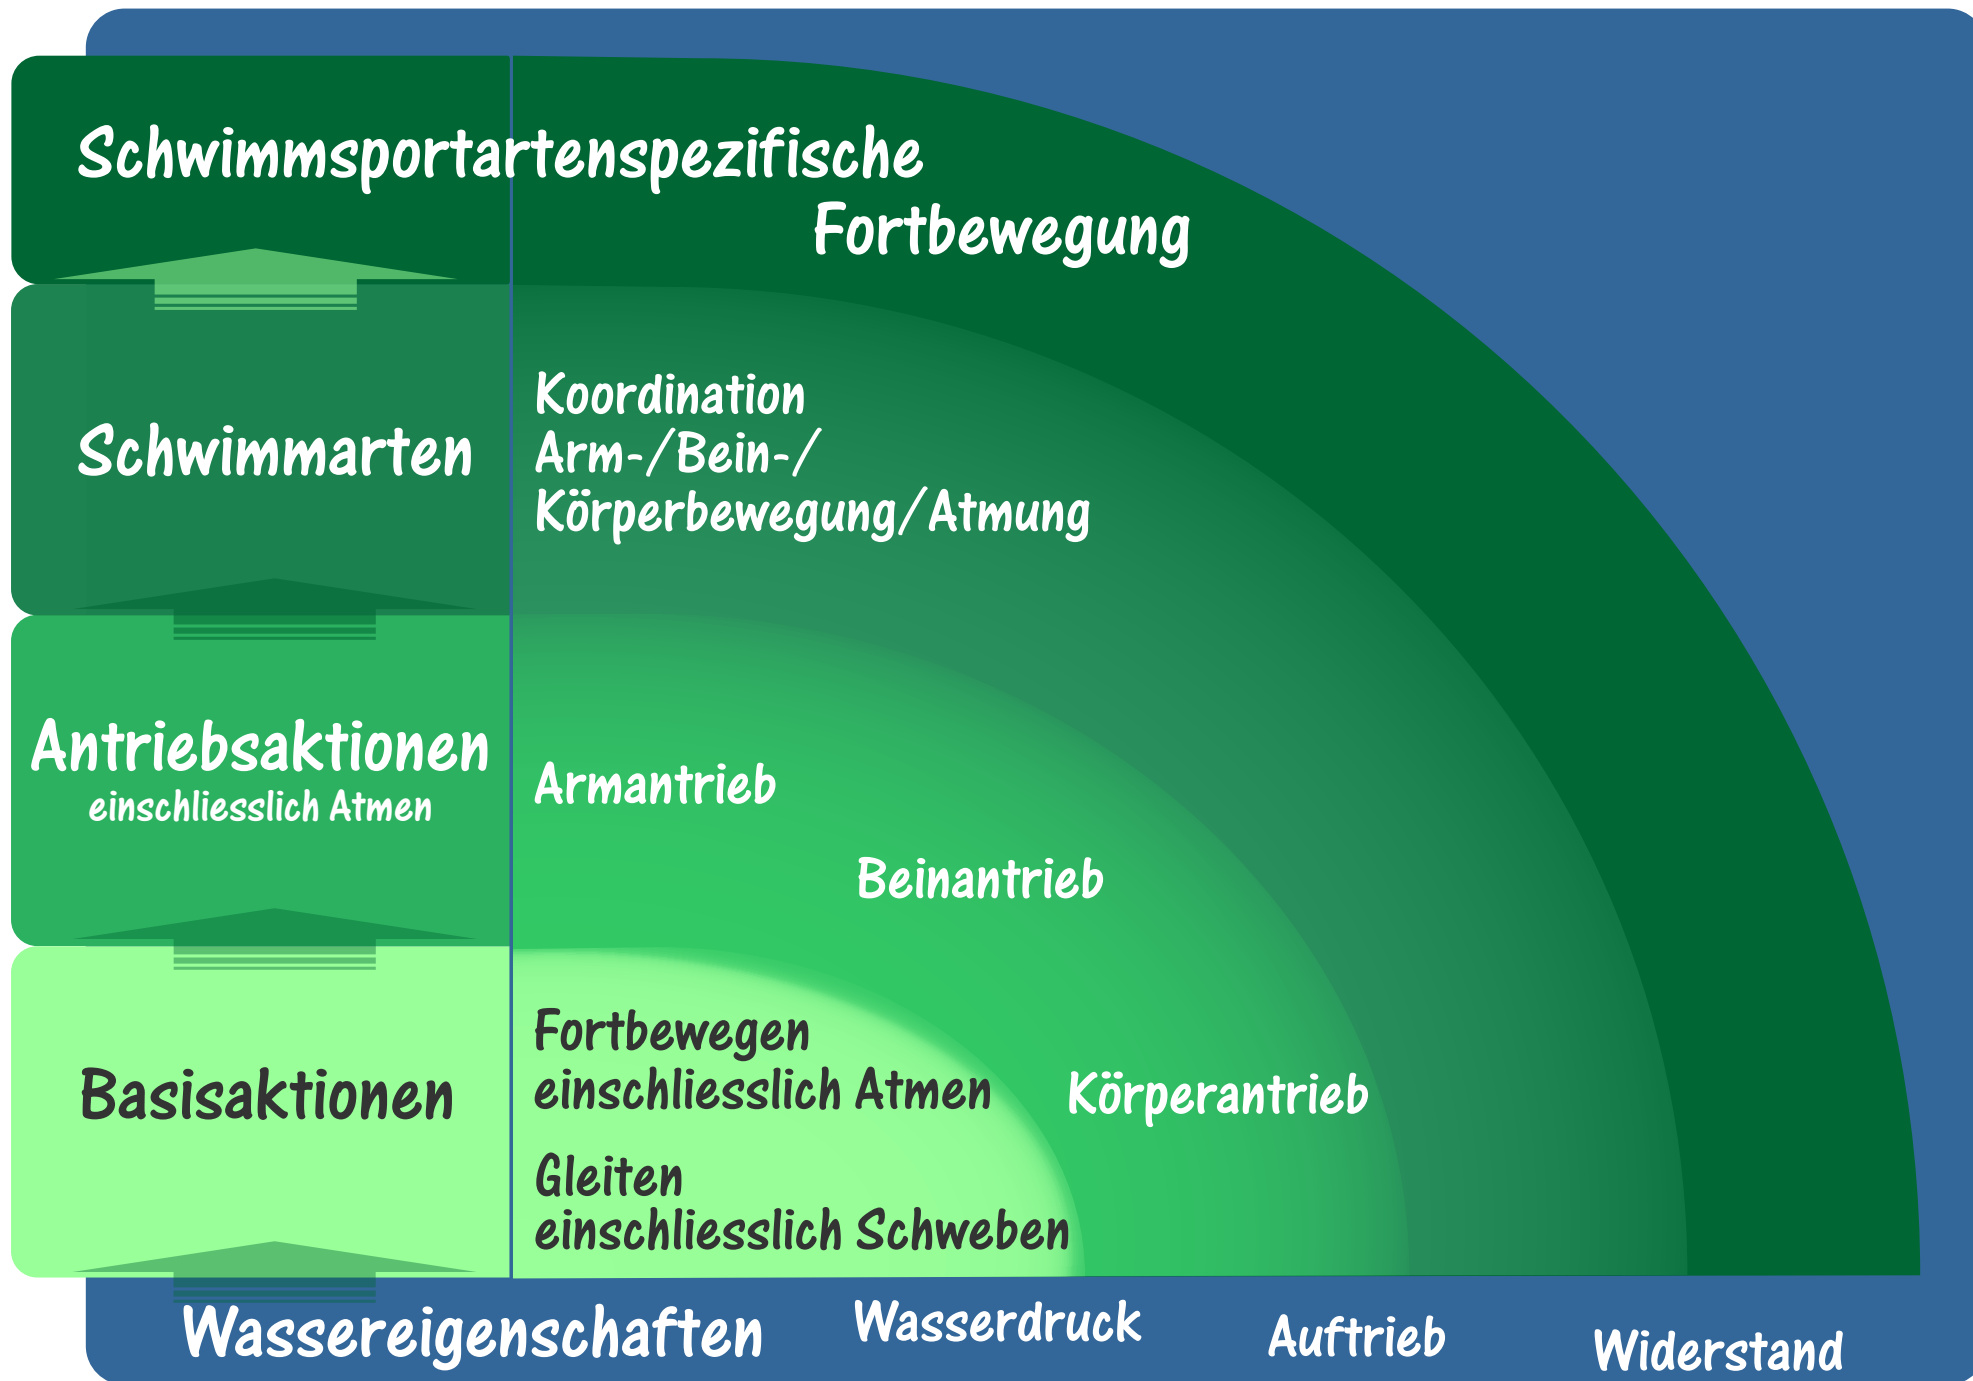 Schwimmsportartenspezifische
Fortbewegung
Schwimmarten
Koordination
Arm-/Bein-/
Körperbewegung/Atmung
Antriebsaktionen
einschliesslich Atmen
Armantrieb
Beinantrieb
Körperantrieb
Basisaktionen
Fortbewegen
einschliesslich Atmen
Gleiten
einschliesslich Schweben
Wassereigenschaften
Wasserdruck
Auftrieb
Widerstand